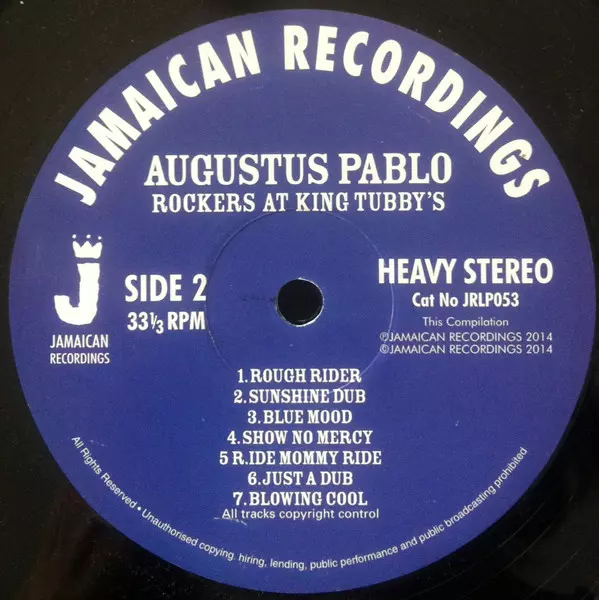 JAMAICAN RECORDINGS
AUGUSTUS PABLO
ROCKERS AT KING TUBBY'S
J
JAMAICAN
RECORDINGS
SIDE 2
33⅓ RPM
HEAVY STEREO
Cat No JRLP053
This Compilation
℗JAMAICAN RECORDINGS 2014
©JAMAICAN RECORDINGS 2014
1.ROUGH RIDER
2.SUNSHINE DUB
3.BLUE MOOD
4.SHOW NO MERCY
5 R.IDE MOMMY RIDE
6.JUST A DUB
7.BLOWING COOL
All tracks copyright control
All Rights Reserved • Unauthorised copying. hiring, lending, public performance and public broadcasting prohibited